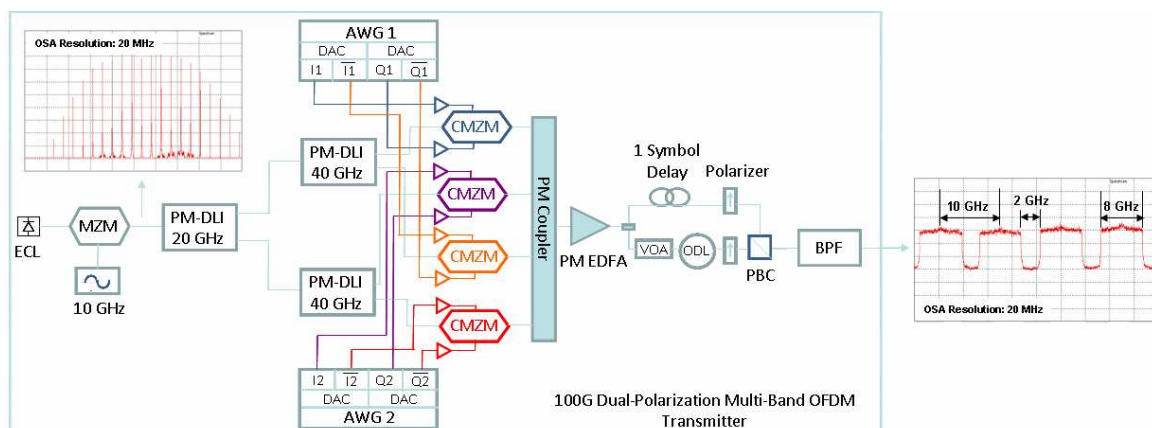 OSA Resolution: 20 MHz
AWG 1
DAC DAC
I1 I1 Q1 Q1
CMZM
PM-DLI
40 GHz
CMZM
1 Symbol
Delay
Polarizer
ECL
MZM
10 GHz
PM-DLI
20 GHz
CMZM
PM Coupler
PM EDFA
VOA
ODL
PBC
BPF
10 GHz
2 GHz
8 GHz
OSA Resolution: 20 MHz
PM-DLI
40 GHz
CMZM
I2 I2 Q2 Q2
DAC DAC
AWG 2
100G Dual-Polarization Multi-Band OFDM
Transmitter